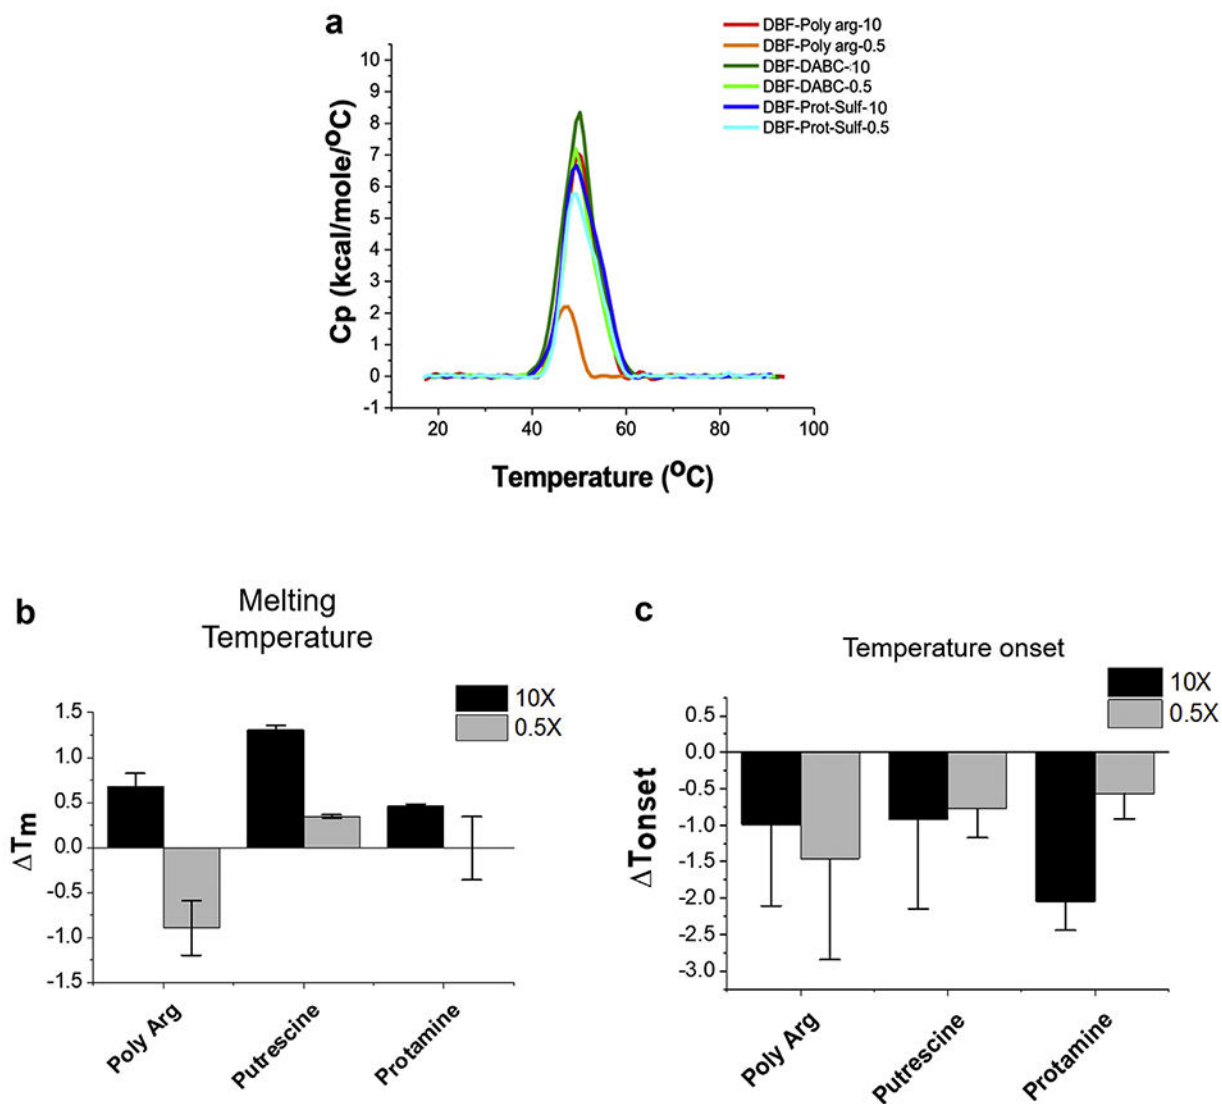 a
DBF-Poly arg-10
DBF-Poly arg-0.5
DBF-DABC-10
DBF-DABC-0.5
DBF-Prot-Sulf-10
DBF-Prot-Sulf-0.5
Cp (kcal/mole/ºC)
10
9
8
7
6
5
4
3
2
1
0
-1
20 40 60 80 100
Temperature (ºC)
b
Melting
Temperature
10X
0.5X
ΔTm
1.5
1.0
0.5
0.0
-0.5
-1.0
-1.5
Poly Arg
Putrescine
Protamine
c
Temperature onset
10X
0.5X
ΔTonset
0.5
0.0
-0.5
-1.0
-1.5
-2.0
-2.5
-3.0
Poly Arg
Putrescine
Protamine